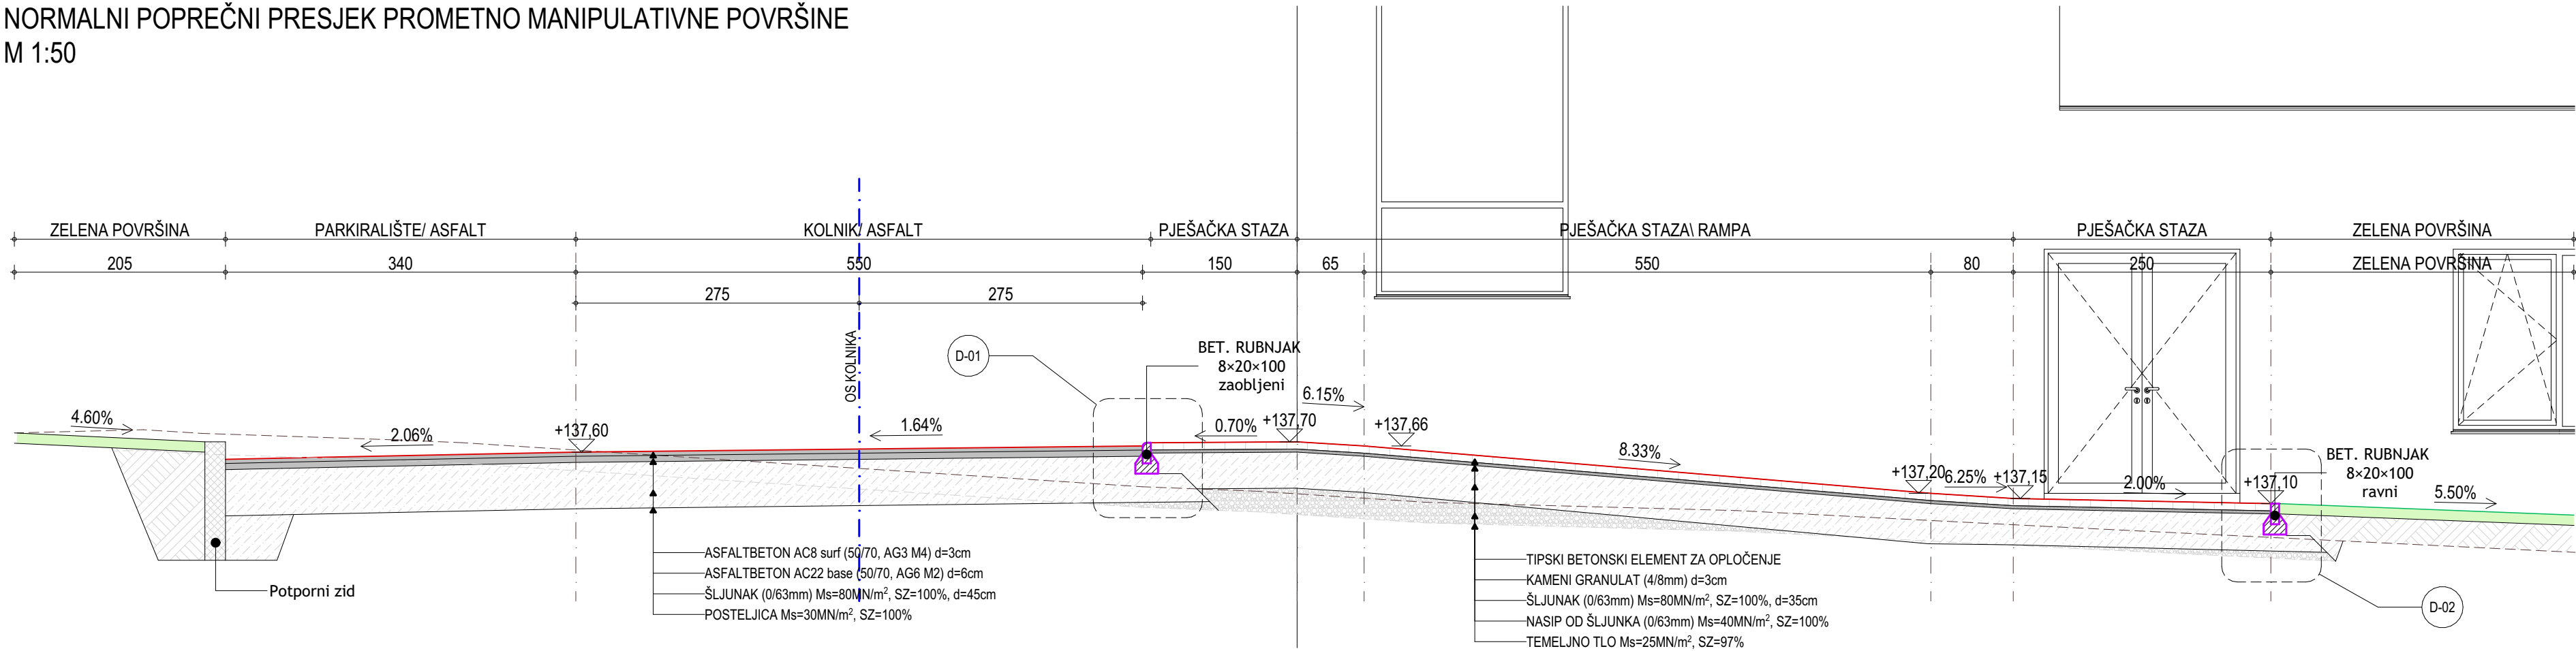 NORMALNI POPREČNI PRESJEK PROMETNO MANIPULATIVNE POVRŠINE
M 1:50
ZELENA POVRŠINA
PARKIRALIŠTE/ ASFALT
KOLNIK/ ASFALT
PJEŠAČKA STAZA
PJEŠAČKA STAZA\ RAMPA
PJEŠAČKA STAZA
ZELENA POVRŠINA
205
340
550
150
65
550
80
250
ZELENA POVRŠINA
275
275
OS KOLNIKA
D-01
BET. RUBNJAK
8×20×100
zaobljeni
4.60%
2.06%
+137,60
1.64%
0.70%
+137,70
6.15%
+137,66
8.33%
+137,20
6.25%
+137,15
2.00%
+137,10
BET. RUBNJAK
8×20×100
ravni
5.50%
D-02
Potporni zid
ASFALTBETON AC8 surf (50/70, AG3 M4) d=3cm
ASFALTBETON AC22 base (50/70, AG6 M2) d=6cm
ŠLJUNAK (0/63mm) Ms=80MN/m², SZ=100%, d=45cm
POSTELJICA Ms=30MN/m², SZ=100%
TIPSKI BETONSKI ELEMENT ZA OPLOČENJE
KAMENI GRANULAT (4/8mm) d=3cm
ŠLJUNAK (0/63mm) Ms=80MN/m², SZ=100%, d=35cm
NASIP OD ŠLJUNKA (0/63mm) Ms=40MN/m², SZ=100%
TEMELJNO TLO Ms=25MN/m², SZ=97%